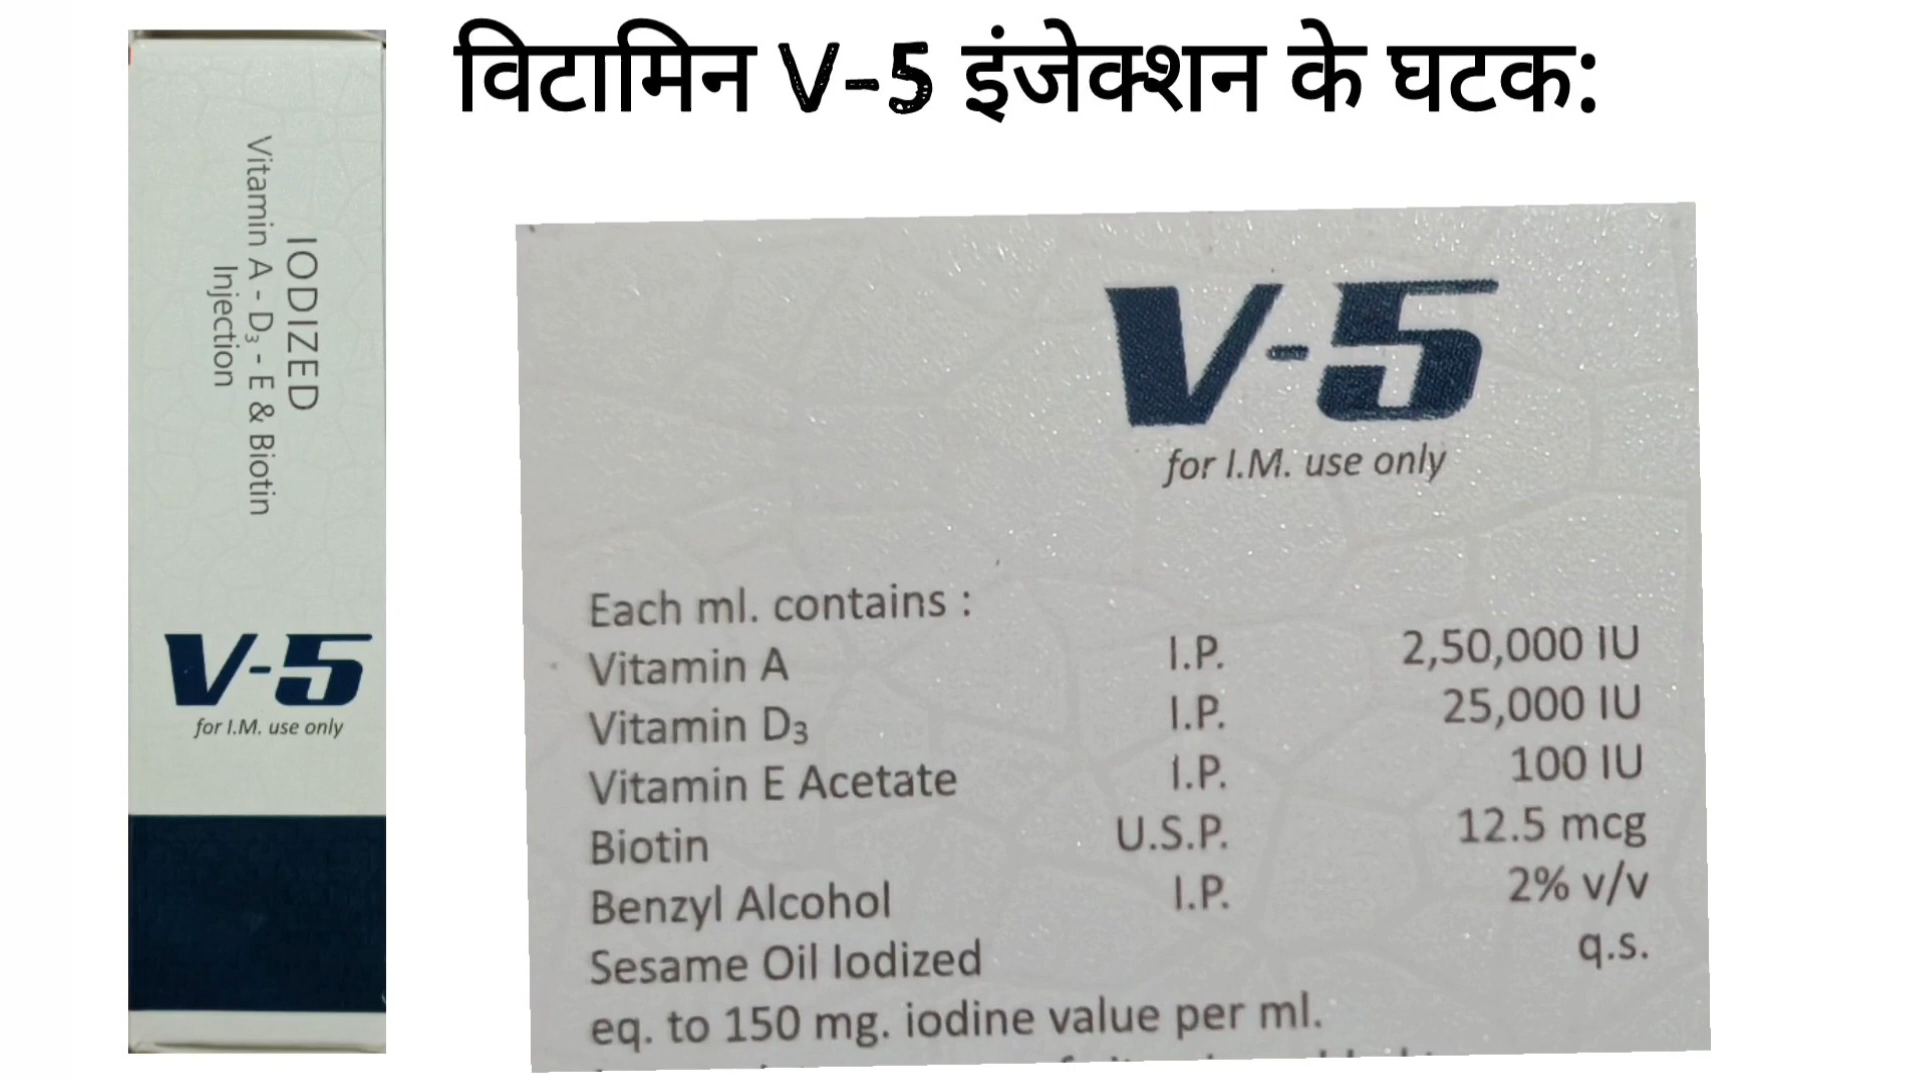 विटामिन V-5 इंजेक्शन के घटक:
IODIZED
Vitamin A - D₃ - E & Biotin
Injection
V-5
for I.M. use only
V-5
for I.M. use only
Each ml. contains :
Vitamin A I.P. 2,50,000 IU
Vitamin D₃ I.P. 25,000 IU
Vitamin E Acetate I.P. 100 IU
Biotin U.S.P. 12.5 mcg
Benzyl Alcohol I.P. 2% v/v
Sesame Oil Iodized q.s.
eq. to 150 mg. iodine value per ml.